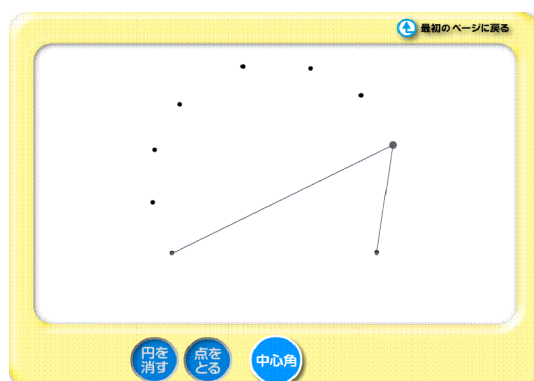 最初のページに戻る
円を
消す
点を
とる
中心角